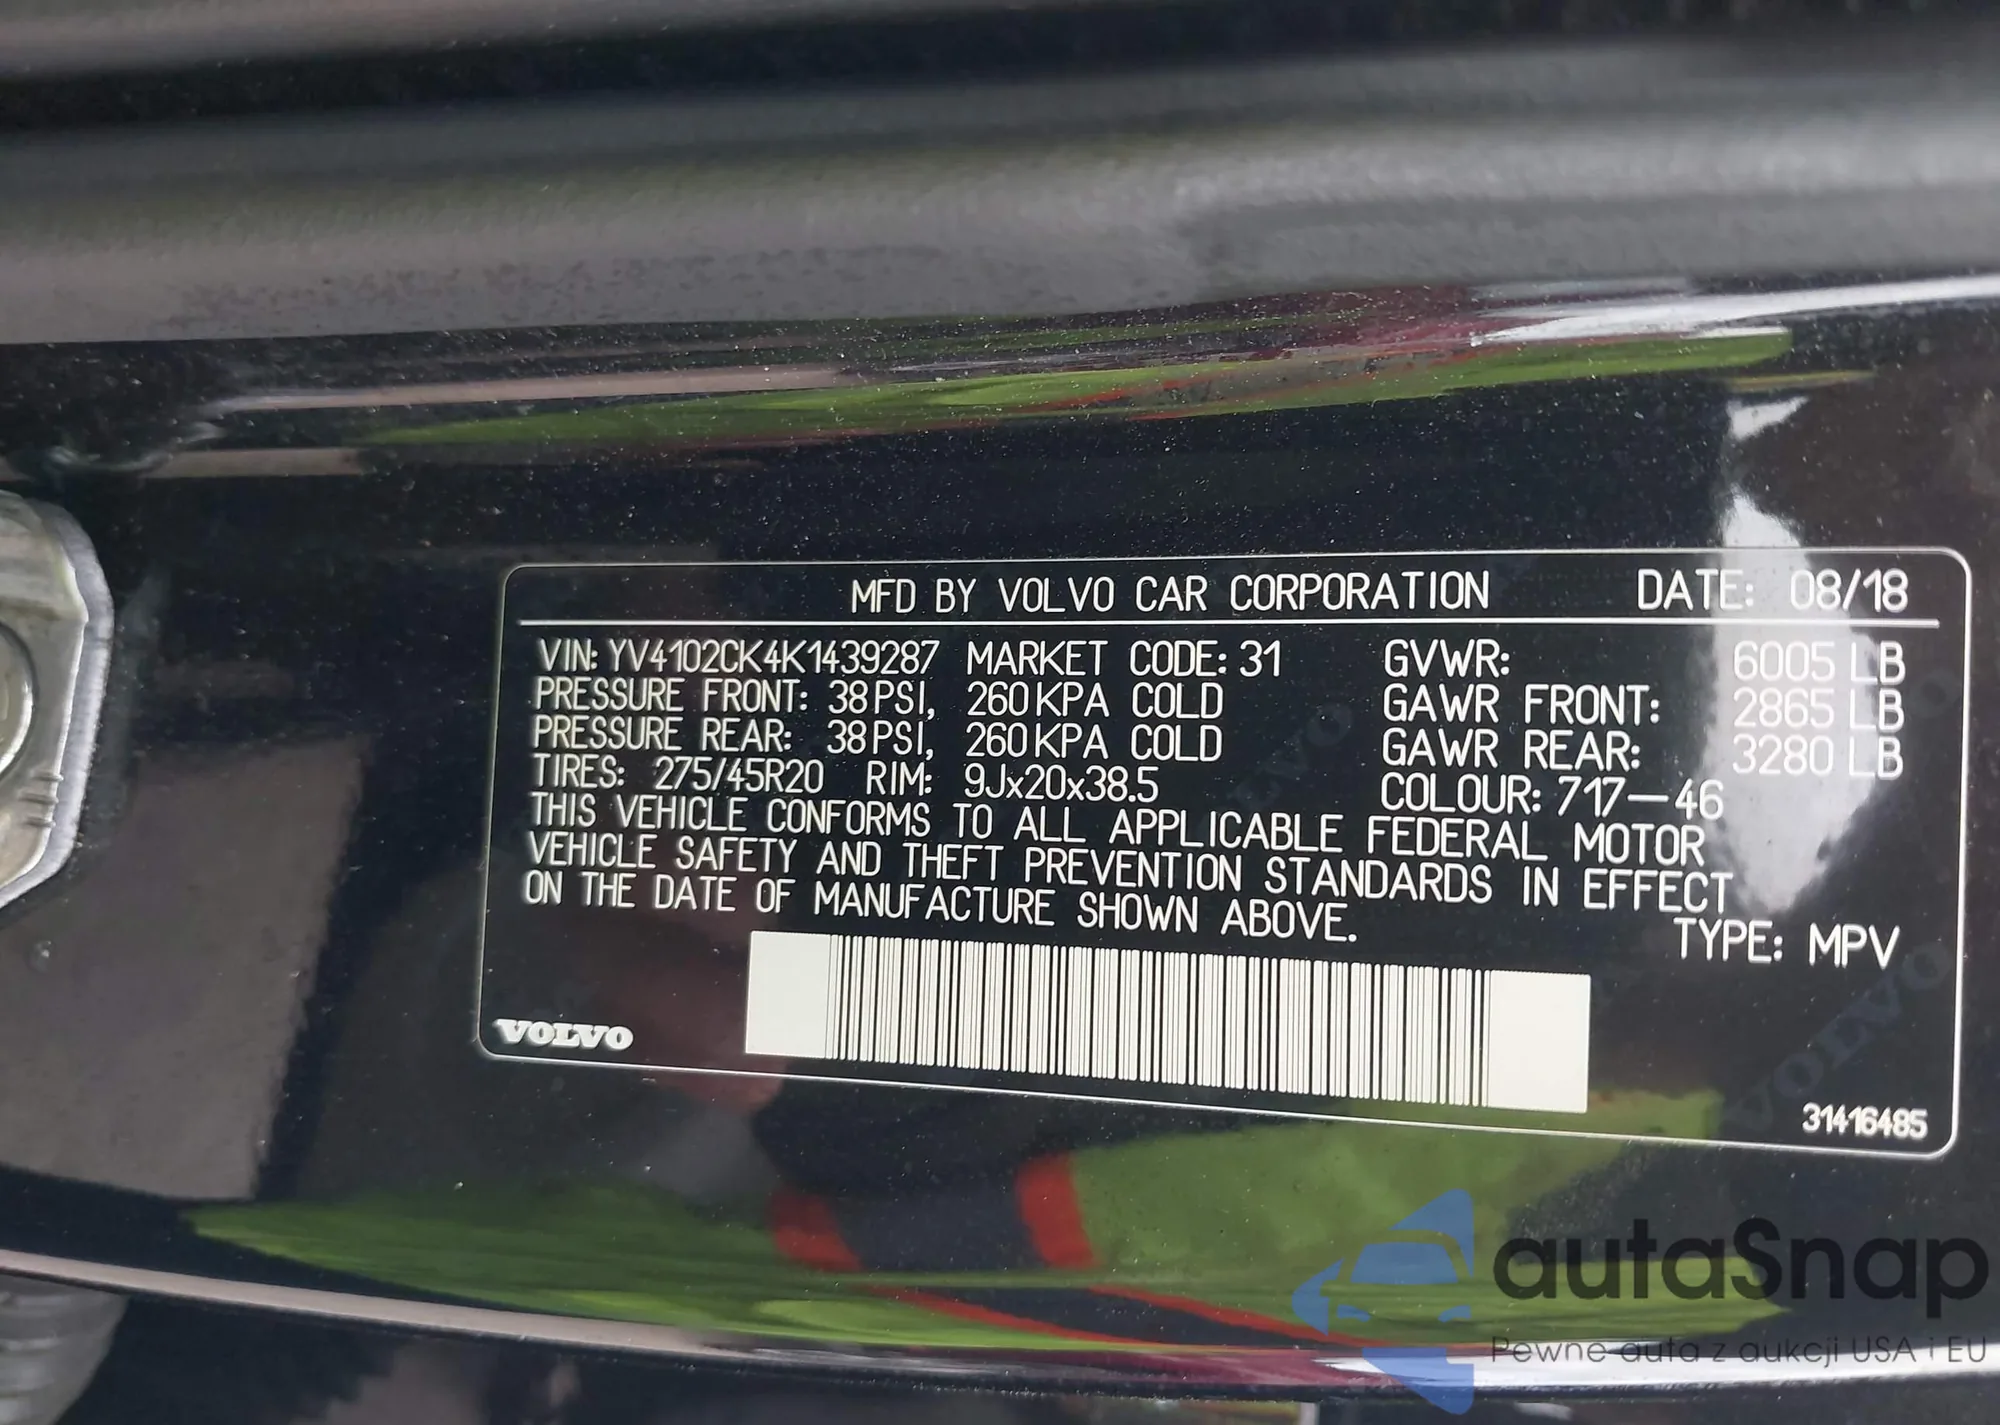 MFD BY VOLVO CAR CORPORATION DATE: 08/18
VIN: YV4102CK4K1439287 MARKET CODE: 31 GVWR: 6005 LB
PRESSURE FRONT: 38 PSI, 260 KPA COLD GAWR FRONT: 2865 LB
PRESSURE REAR: 38 PSI, 260 KPA COLD GAWR REAR: 3280 LB
TIRES: 275/45R20 RIM: 9Jx20x38.5 COLOUR: 717-46
THIS VEHICLE CONFORMS TO ALL APPLICABLE FEDERAL MOTOR
VEHICLE SAFETY AND THEFT PREVENTION STANDARDS IN EFFECT
ON THE DATE OF MANUFACTURE SHOWN ABOVE.
TYPE: MPV
VOLVO
31416485
VOLVO
VOLVO
autaSnap
Pewne auta z aukcji USA i EU